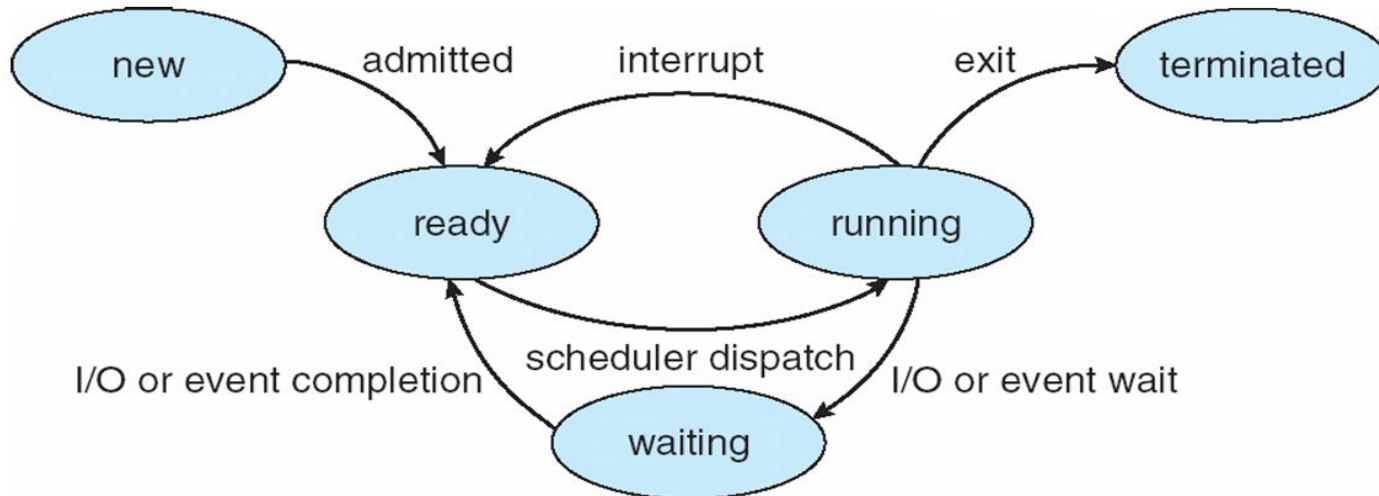 new
admitted
interrupt
exit
terminated
ready
running
scheduler dispatch
I/O or event completion
I/O or event wait
waiting